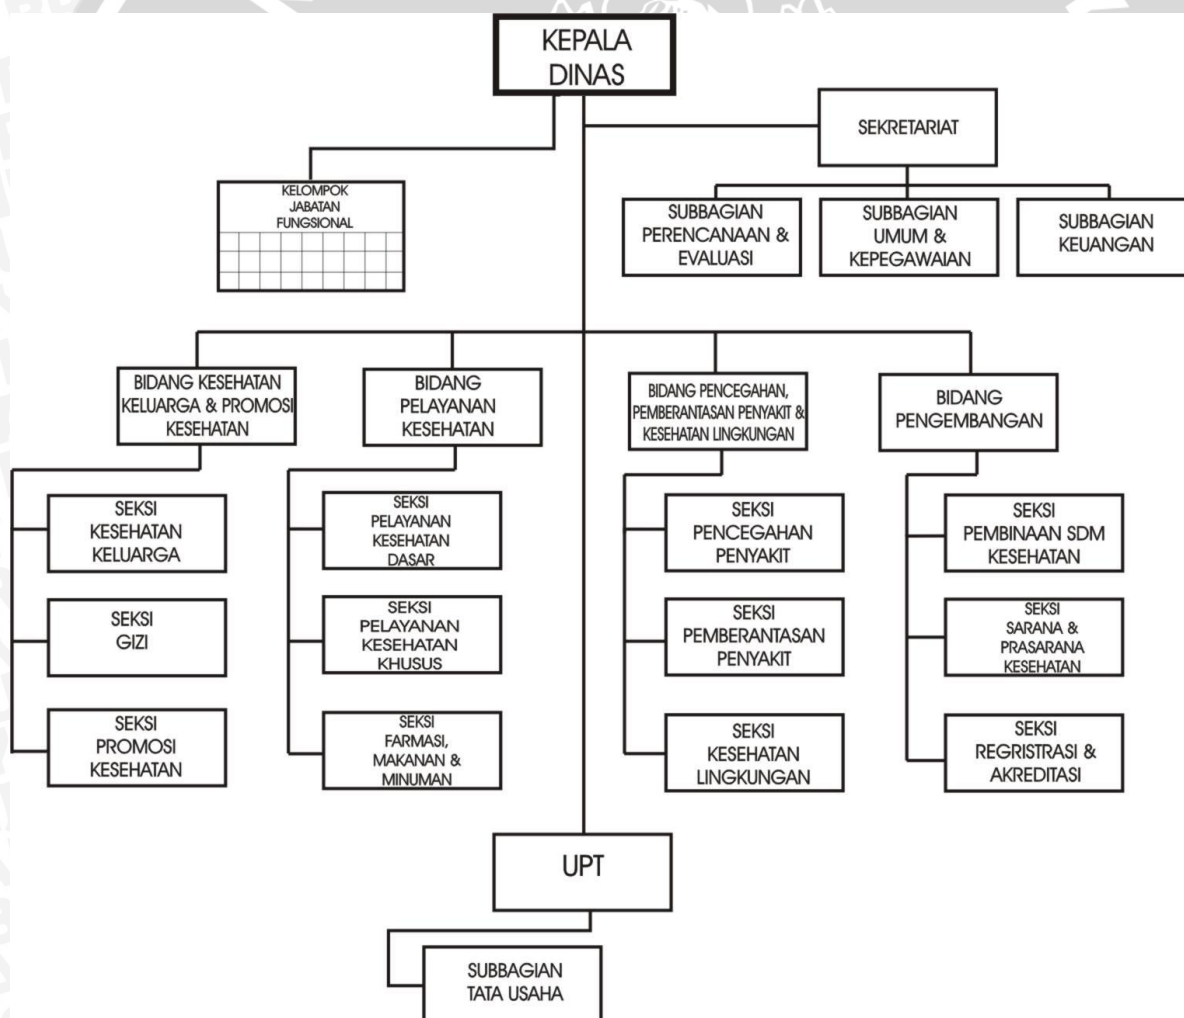 KEPALA
DINAS
SEKRETARIAT
KELOMPOK
JABATAN
FUNGSIONAL
SUBBAGIAN
PERENCANAAN &
EVALUASI
SUBBAGIAN
UMUM &
KEPEGAWAIAN
SUBBAGIAN
KEUANGAN
BIDANG KESEHATAN
KELUARGA & PROMOSI
KESEHATAN
BIDANG
PELAYANAN
KESEHATAN
BIDANG PENCEGAHAN,
PEMBERANTASAN PENYAKIT &
KESEHATAN LINGKUNGAN
BIDANG
PENGEMBANGAN
SEKSI
KESEHATAN
KELUARGA
SEKSI
GIZI
SEKSI
PROMOSI
KESEHATAN
SEKSI
PELAYANAN
KESEHATAN
DASAR
SEKSI
PELAYANAN
KESEHATAN
KHUSUS
SEKSI
FARMASI,
MAKANAN &
MINUMAN
SEKSI
PENCEGAHAN
PENYAKIT
SEKSI
PEMBERANTASAN
PENYAKIT
SEKSI
KESEHATAN
LINGKUNGAN
SEKSI
PEMBINAAN SDM
KESEHATAN
SEKSI
SARANA &
PRASARANA
KESEHATAN
SEKSI
REGRISTRASI &
AKREDITASI
UPT
SUBBAGIAN
TATA USAHA